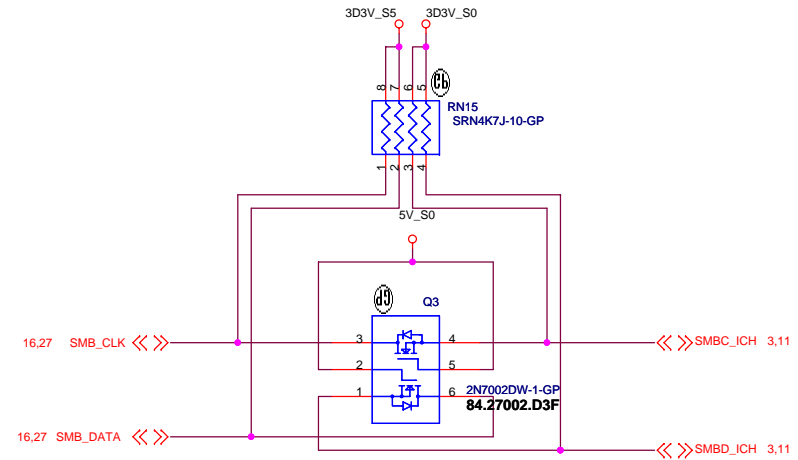 3D3V_S5 3D3V_S0
8 7 6 5
RN15
SRN4K7J-10-GP
1 2 3 4
5V_S0
Q3
16,27 SMB_CLK 3 4 SMBC_ICH 3,11
2 5
1 6 2N7002DW-1-GP
84.27002.D3F
16,27 SMB_DATA
SMBD_ICH 3,11